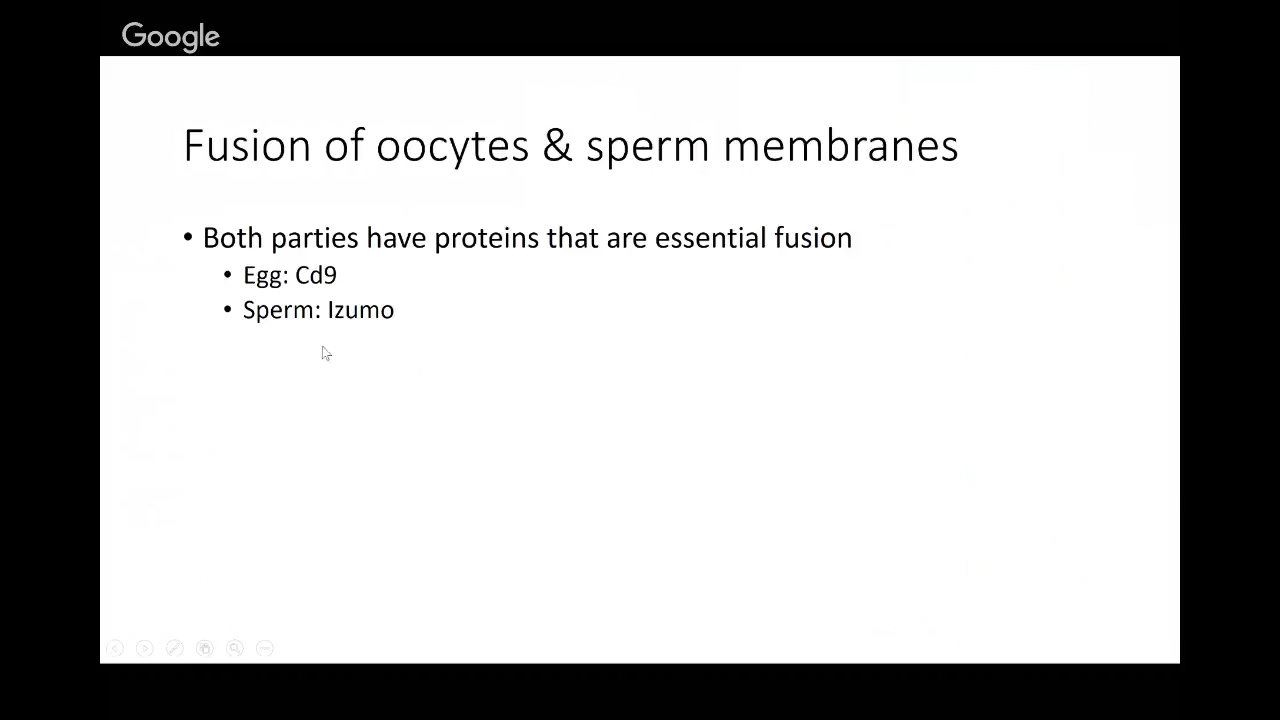 Google
Fusion of oocytes & sperm membranes
• Both parties have proteins that are essential fusion
• Egg: Cd9
• Sperm: Izumo